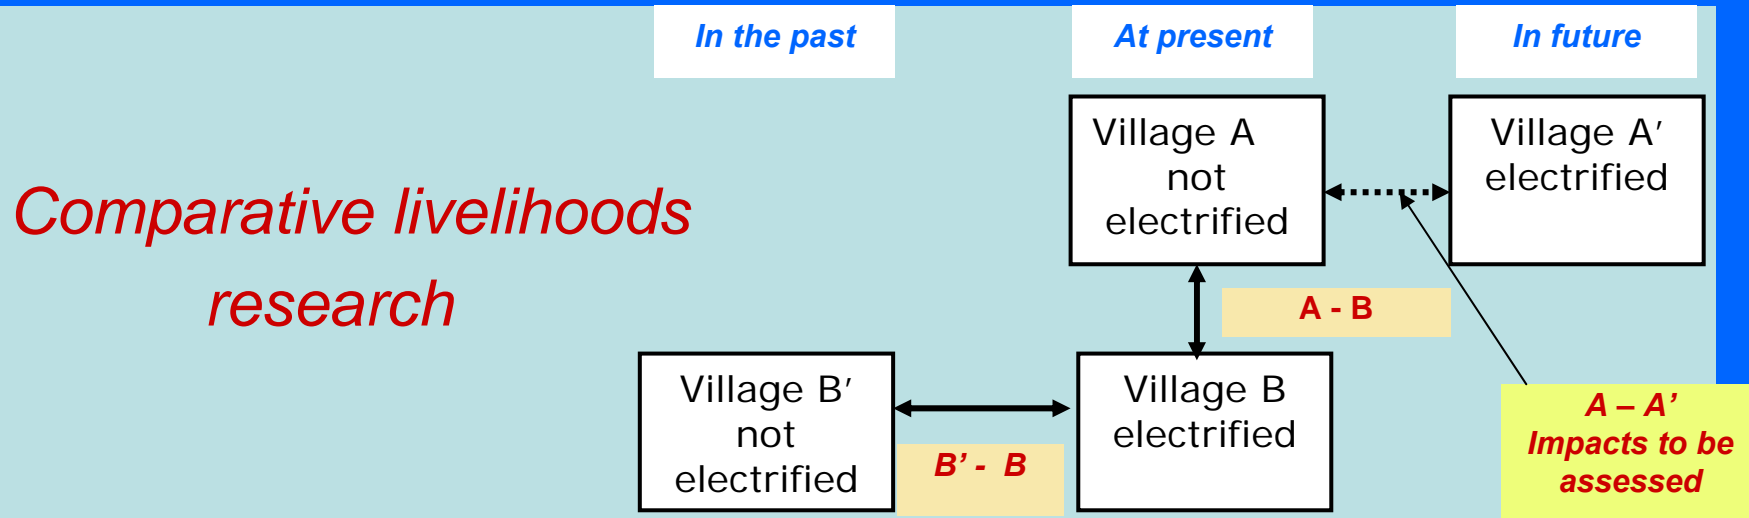 In the past
At present
In future
Village A
not
electrified
Village A′
electrified
Comparative livelihoods
research
A - B
Village B′
not
electrified
B’ - B
Village B
electrified
A – A’
Impacts to be
assessed